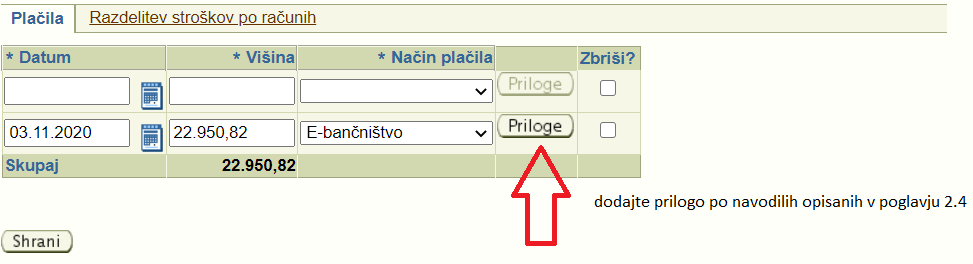 Plačila Razdelitev stroškov po računih
* Datum * Višina * Način plačila Zbriši?
Priloge
03.11.2020 22.950,82 E-bančništvo Priloge
Skupaj 22.950,82
dodajte prilogo po navodilih opisanih v poglavju 2.4
Shrani